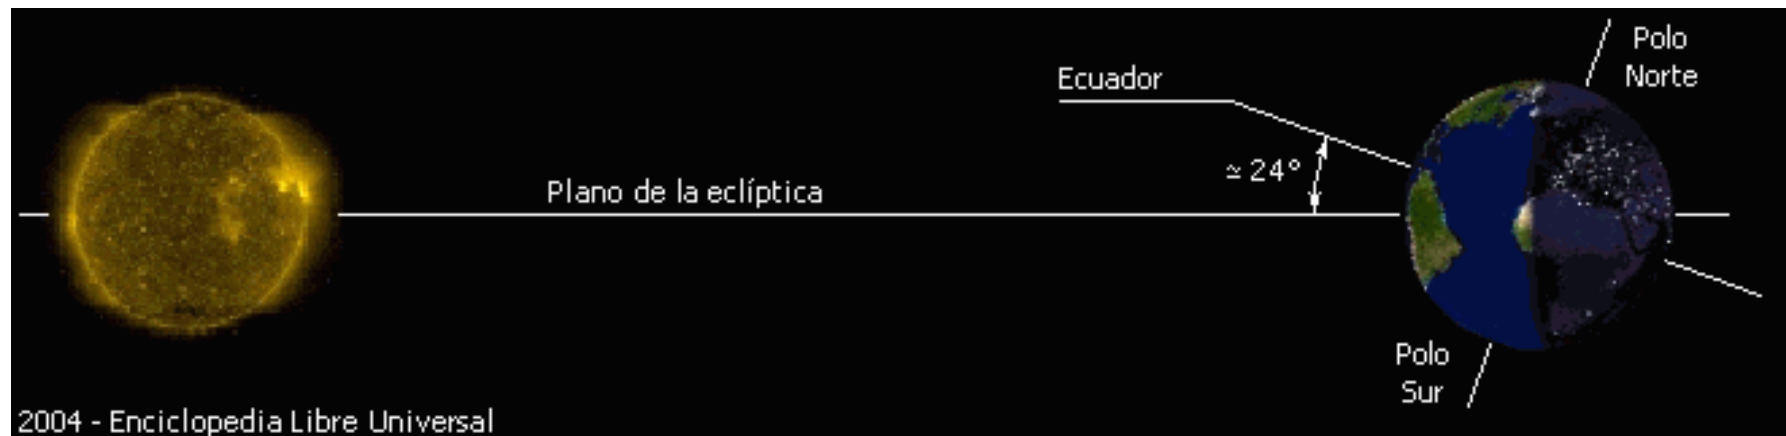 Polo
Norte
Ecuador
≃ 24°
Plano de la eclíptica
Polo
Sur
2004 - Enciclopedia Libre Universal